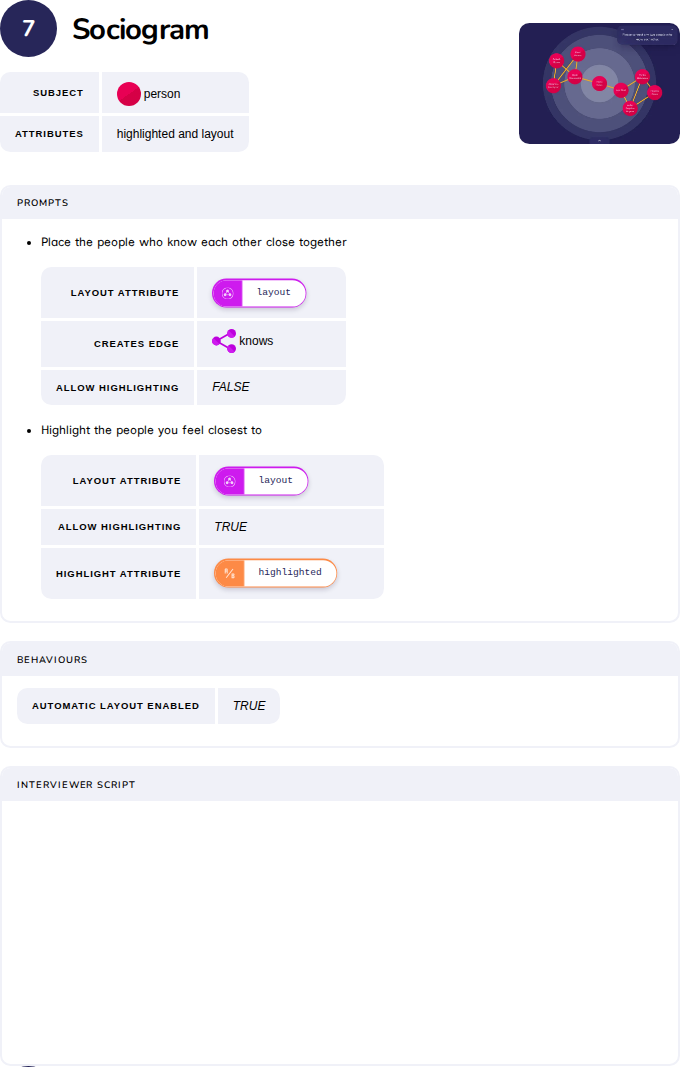 7
Sociogram
SUBJECT
person
ATTRIBUTES
highlighted and layout
PROMPTS
• Place the people who know each other close together
LAYOUT ATTRIBUTE
layout
CREATES EDGE
knows
ALLOW HIGHLIGHTING
FALSE
• Highlight the people you feel closest to
LAYOUT ATTRIBUTE
layout
ALLOW HIGHLIGHTING
TRUE
HIGHLIGHT ATTRIBUTE
highlighted
BEHAVIOURS
AUTOMATIC LAYOUT ENABLED
TRUE
INTERVIEWER SCRIPT